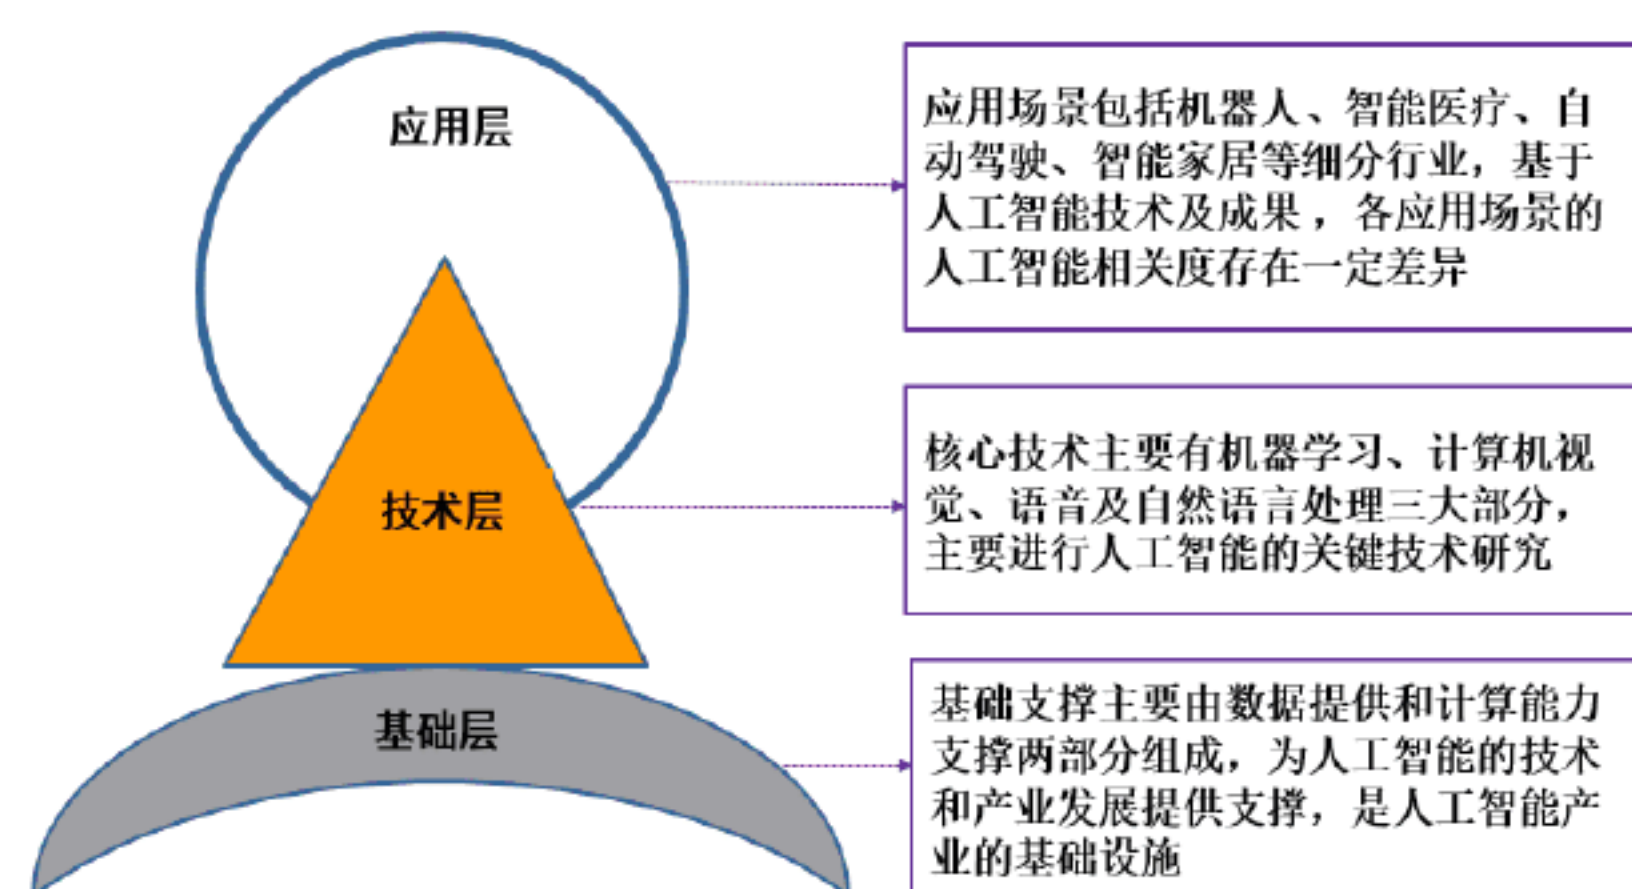 应用层
应用场景包括机器人、智能医疗、自
动驾驶、智能家居等细分行业，基于
人工智能技术及成果，各应用场景的
人工智能相关度存在一定差异
技术层
核心技术主要有机器学习、计算机视
觉、语音及自然语言处理三大部分，
主要进行人工智能的关键技术研究
基础层
基础支撑主要由数据提供和计算能力
支撑两部分组成，为人工智能的技术
和产业发展提供支撑，是人工智能产
业的基础设施